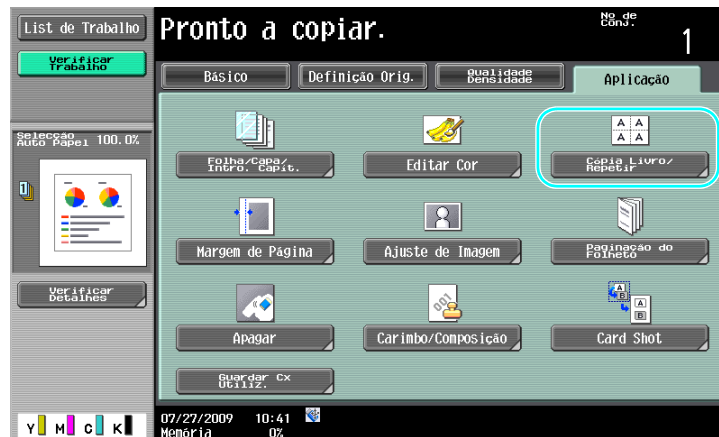 List de Trabalho
Verificar
Trabalho
Pronto a copiar.
No de
Conj.
1
Básico
Definição Orig.
Qualidade
Densidade
Aplicação
Selecção
Auto Papel
100.0%
Folha/Capa/
Intro. Capít.
Editar Cor
A A
A A
Cópia Livro/
Repetir
Margem de Página
Ajuste de Imagem
Paginação do
Folheto
Verificar
Detalhes
001
A
B
A
B
Apagar
Carimbo/Composição
Card Shot
Guardar Cx
Utiliz.
Y M C K
07/27/2009 10:41
Memória 0%